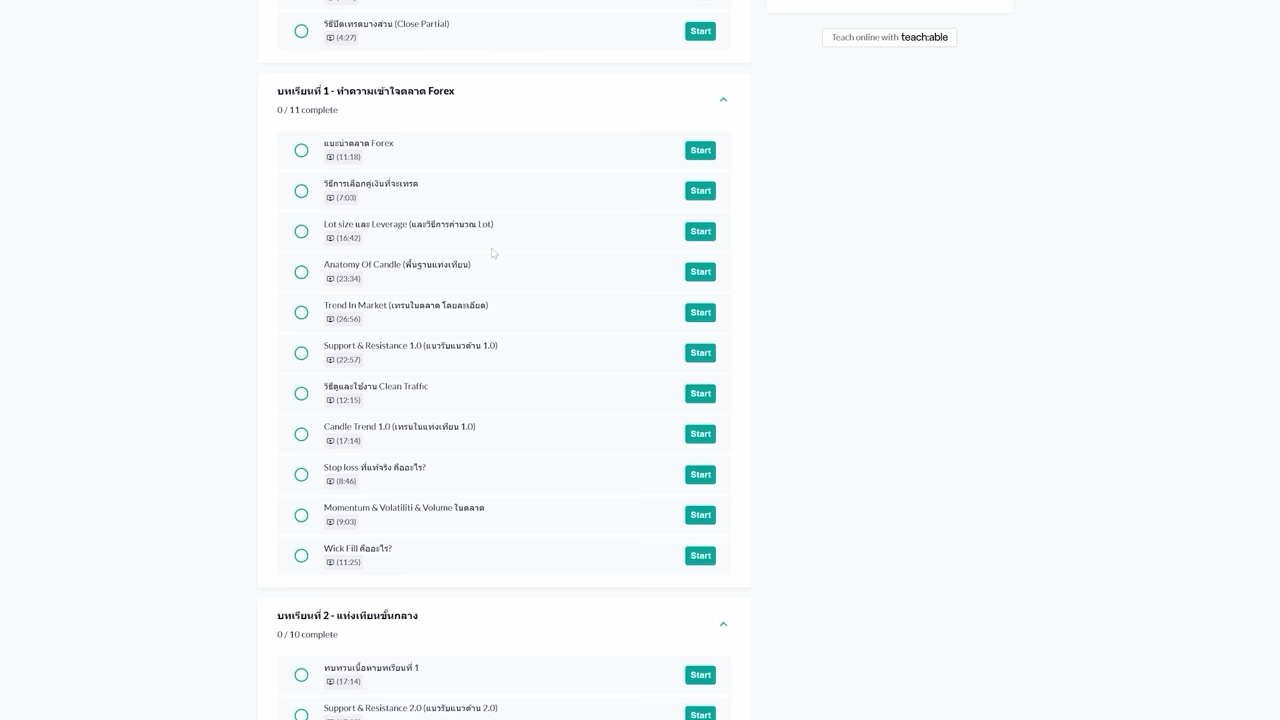 วิธีปิดเทรดบางส่วน (Close Partial)
(4:27)
Start
Teach online with teach:able
บทเรียนที่ 1 - ทำความเข้าใจตลาด Forex
0 / 11 complete
แนะนำตลาด Forex
(11:18)
Start
วิธีการเลือกคู่เงินที่จะเทรด
(7:03)
Start
Lot size และ Leverage (และวิธีการคำนวณ Lot)
(16:42)
Start
Anatomy Of Candle (พื้นฐานแท่งเทียน)
(23:34)
Start
Trend In Market (เทรนในตลาด โดยละเอียด)
(26:56)
Start
Support & Resistance 1.0 (แนวรับแนวต้าน 1.0)
(22:57)
Start
วิธีดูและใช้งาน Clean Traffic
(12:15)
Start
Candle Trend 1.0 (เทรนในแท่งเทียน 1.0)
(17:14)
Start
Stop loss ที่แท้จริง คืออะไร?
(8:46)
Start
Momentum & Volatiliti & Volume ในตลาด
(9:03)
Start
Wick Fill คืออะไร?
(11:25)
Start
บทเรียนที่ 2 - แท่งเทียนขั้นกลาง
0 / 10 complete
ทบทวนเนื้อหาบทเรียนที่ 1
(17:14)
Start
Support & Resistance 2.0 (แนวรับแนวต้าน 2.0)
Start